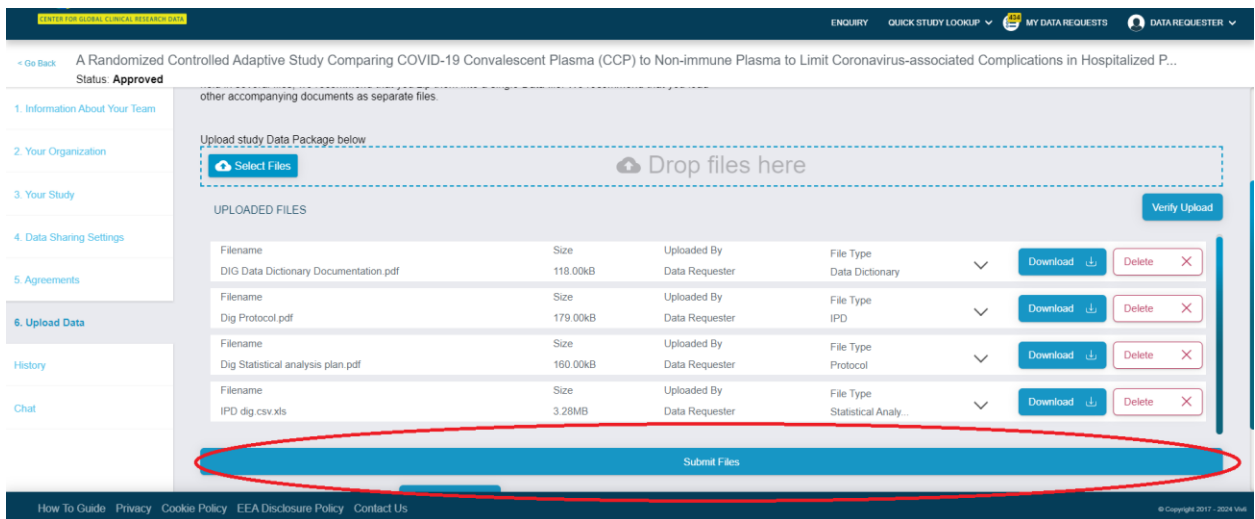 CENTER FOR GLOBAL CLINICAL RESEARCH DATA
ENQUIRY QUICK STUDY LOOKUP 434 MY DATA REQUESTS DATA REQUESTER
< Go Back A Randomized Controlled Adaptive Study Comparing COVID-19 Convalescent Plasma (CCP) to Non-immune Plasma to Limit Coronavirus-associated Complications in Hospitalized P...
Status: Approved
other accompanying documents as separate files.
1. Information About Your Team
2. Your Organization
3. Your Study
4. Data Sharing Settings
5. Agreements
6. Upload Data
History
Chat
Upload study Data Package below
Select Files Drop files here
UPLOADED FILES Verify Upload
Filename Size Uploaded By File Type
DIG Data Dictionary Documentation.pdf 118.00kB Data Requester Data Dictionary Download Delete
Filename Size Uploaded By File Type
Dig Protocol.pdf 179.00kB Data Requester IPD Download Delete
Filename Size Uploaded By File Type
Dig Statistical analysis plan.pdf 160.00kB Data Requester Protocol Download Delete
Filename Size Uploaded By File Type
IPD dig.csv.xls 3.28MB Data Requester Statistical Analy... Download Delete
Submit Files
How To Guide Privacy Cookie Policy EEA Disclosure Policy Contact Us © Copyright 2017 - 2024 Vivli